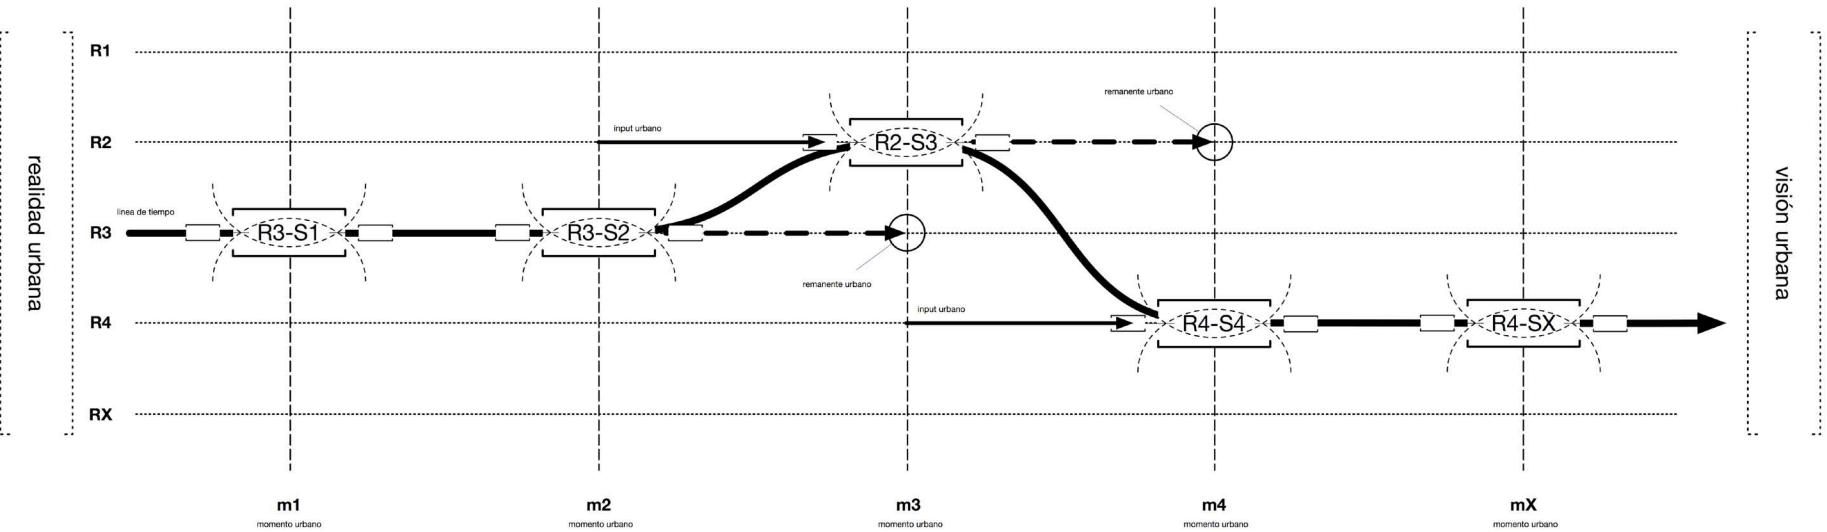 realidad urbana
R1
remanente urbano
input urbano
R2
R2-S3
línea de tiempo
R3
R3-S1
R3-S2
remanente urbano
input urbano
R4
R4-S4
R4-SX
RX
visión urbana
m1
m2
m3
m4
mX
momento urbano
momento urbano
momento urbano
momento urbano
momento urbano